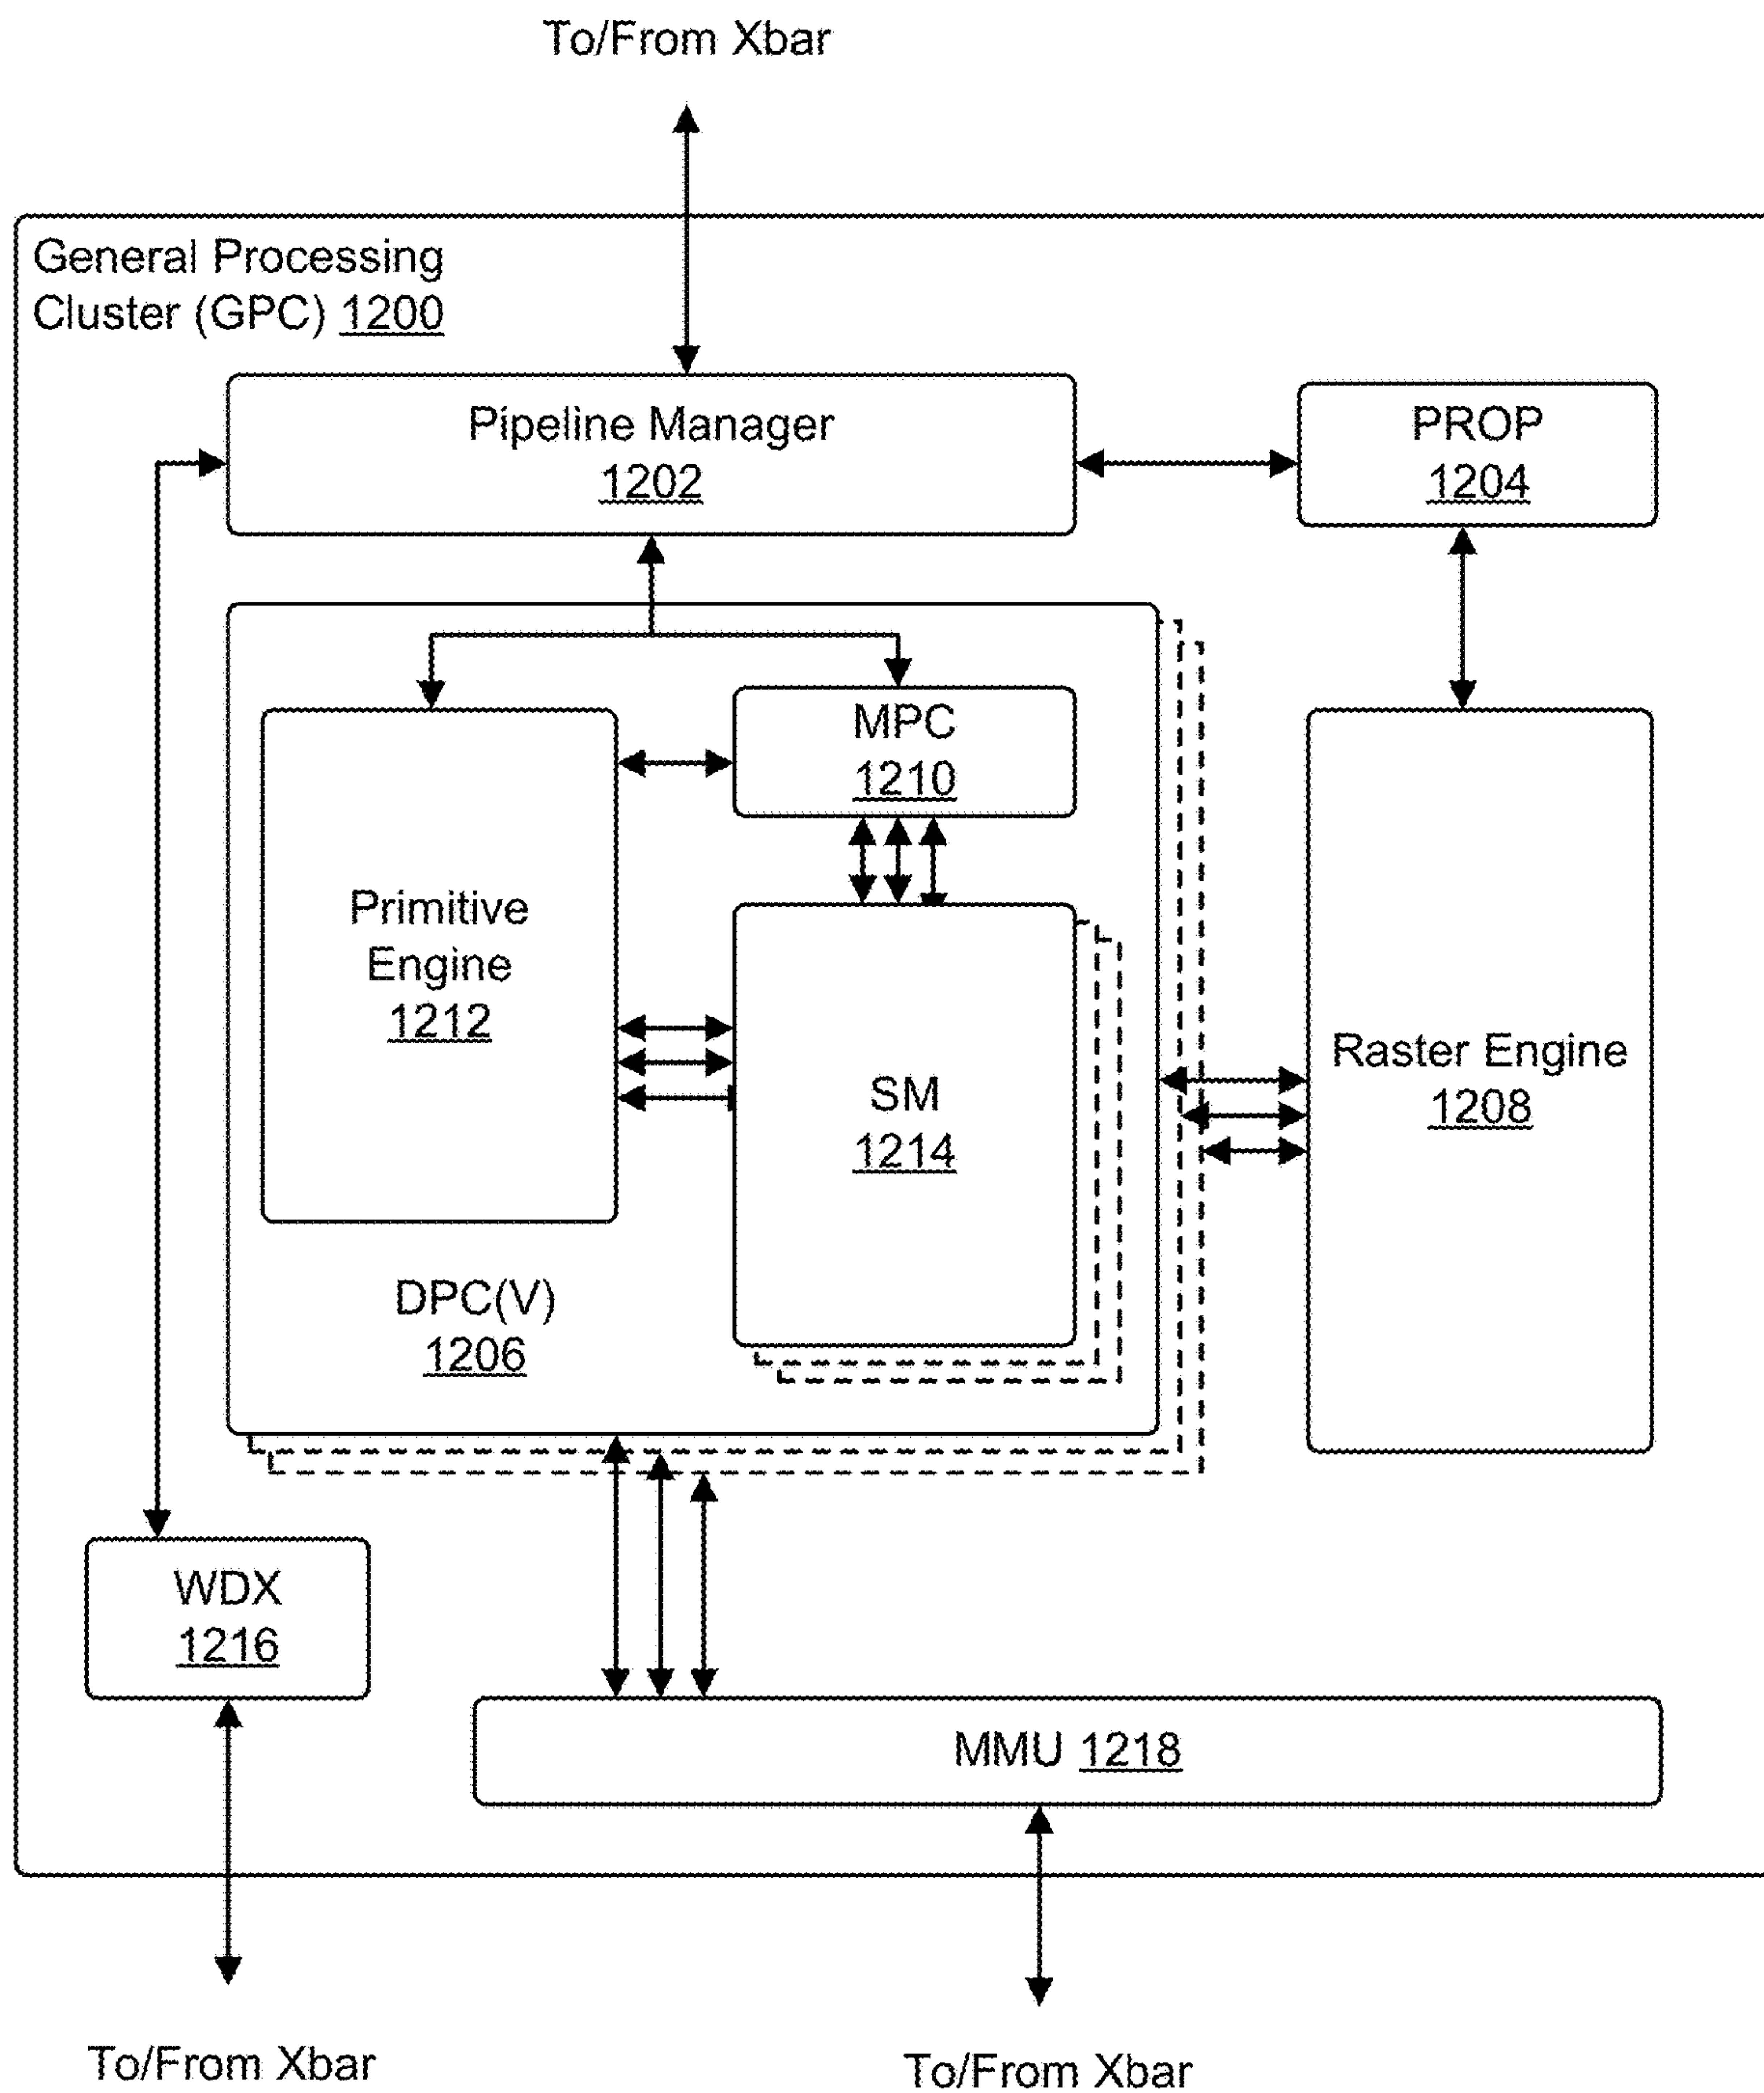 To/From Xbar
General Processing
Cluster (GPC) 1200
Pipeline Manager
1202
PROP
1204
MPC
1210
Primitive
Engine
1212
SM
1214
Raster Engine
1208
DPC(V)
1206
WDX
1216
MMU 1218
To/From Xbar
To/From Xbar